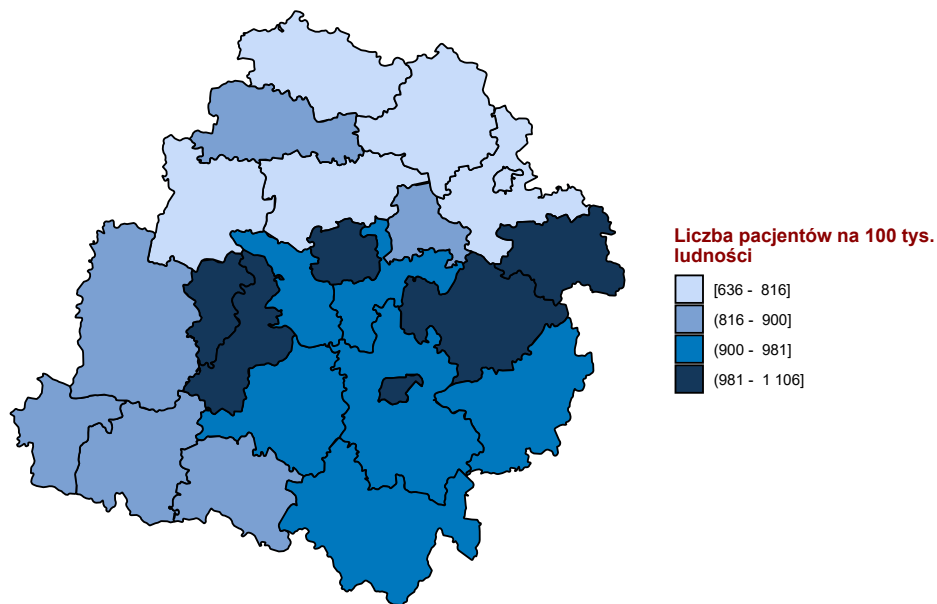 Liczba pacjentów na 100 tys.
ludności
[636 - 816]
(816 - 900]
(900 - 981]
(981 - 1 106]